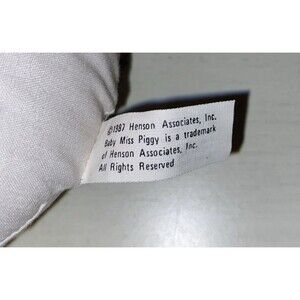 ©1987 Henson Associates, Inc.
Baby Miss Piggy is a trademark
of Henson Associates, Inc.
All Rights Reserved